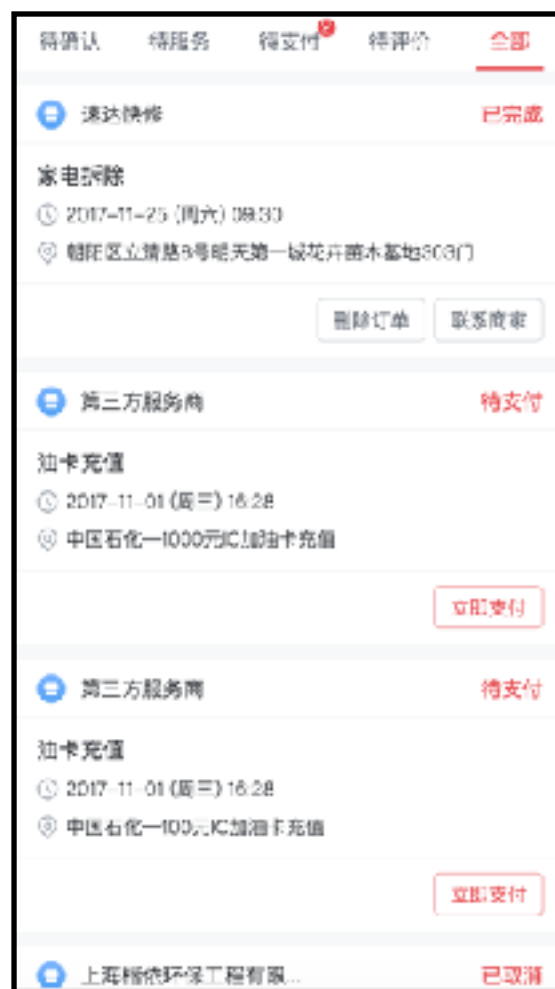 待确认 待服务 待支付 待评价 全部
速达快修 已完成
家电拆除
2017-11-25 (周六) 09:30
朝阳区立清路8号明天第一城花卉苗木基地303门
删除订单 联系商家
第三方服务商 待支付
油卡充值
2017-11-01 (周三) 16:28
中国石化—1000元IC加油卡充值
立即支付
第三方服务商 待支付
油卡充值
2017-11-01 (周三) 16:28
中国石化—100元IC加油卡充值
立即支付
上海 环保工程有限... 已取消